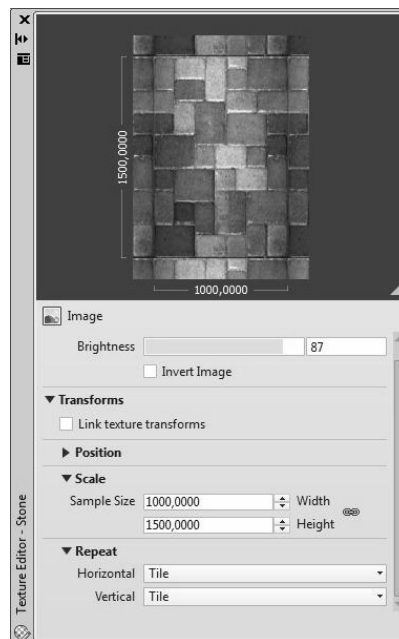 1500,0000
1000,0000
Image
Brightness 87
Invert Image
Transforms
Link texture transforms
Position
Scale
Sample Size 1000,0000 Width
1500,0000 Height
Repeat
Horizontal Tile
Vertical Tile
Texture Editor - Stone